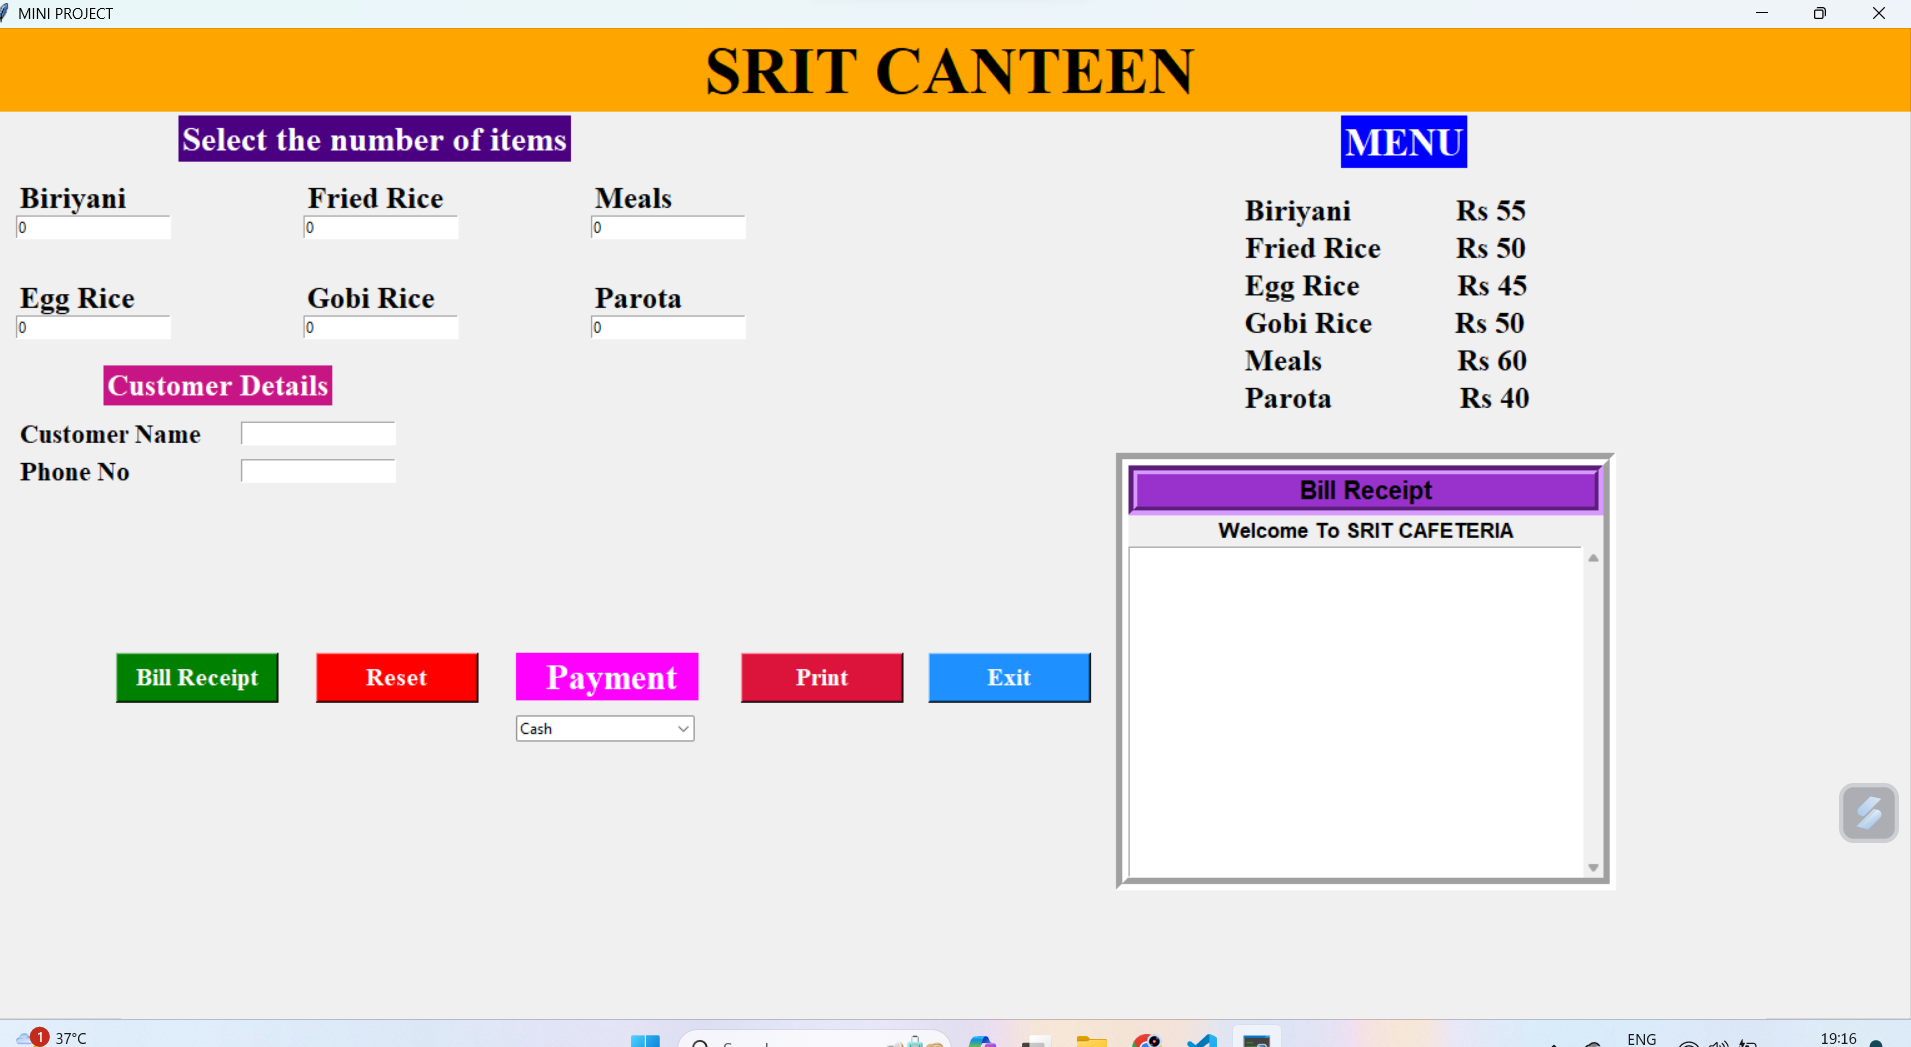 MINI PROJECT
SRIT CANTEEN
Select the number of items
Biriyani Fried Rice Meals
0 0 0
Egg Rice Gobi Rice Parota
0 0 0
Customer Details
Customer Name
Phone No
MENU
Biriyani Rs 55
Fried Rice Rs 50
Egg Rice Rs 45
Gobi Rice Rs 50
Meals Rs 60
Parota Rs 40
Bill Receipt
Welcome To SRIT CAFETERIA
Bill Receipt Reset Payment Print Exit
Cash
1 37°C ENG 19:16